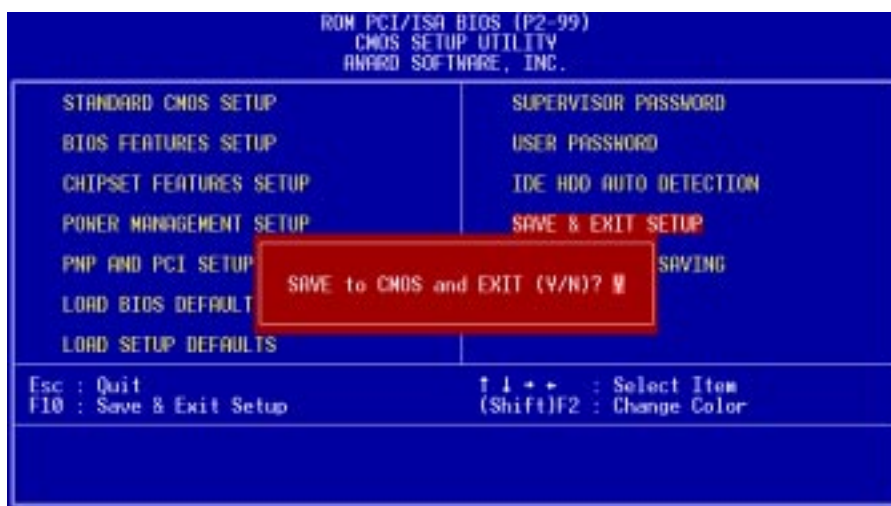 ROM PCI/ISA BIOS (P2-99)
CMOS SETUP UTILITY
AWARD SOFTWARE, INC.
STANDARD CMOS SETUP
BIOS FEATURES SETUP
CHIPSET FEATURES SETUP
POWER MANAGEMENT SETUP
PNP AND PCI SETUP
LOAD BIOS DEFAULT
LOAD SETUP DEFAULTS
SUPERVISOR PASSWORD
USER PASSWORD
IDE HDD AUTO DETECTION
SAVE & EXIT SETUP
SAVING
SAVE to CMOS and EXIT (Y/N)? Y
Esc : Quit
F10 : Save & Exit Setup
↑ ↓ → ← : Select Item
(Shift)F2 : Change Color